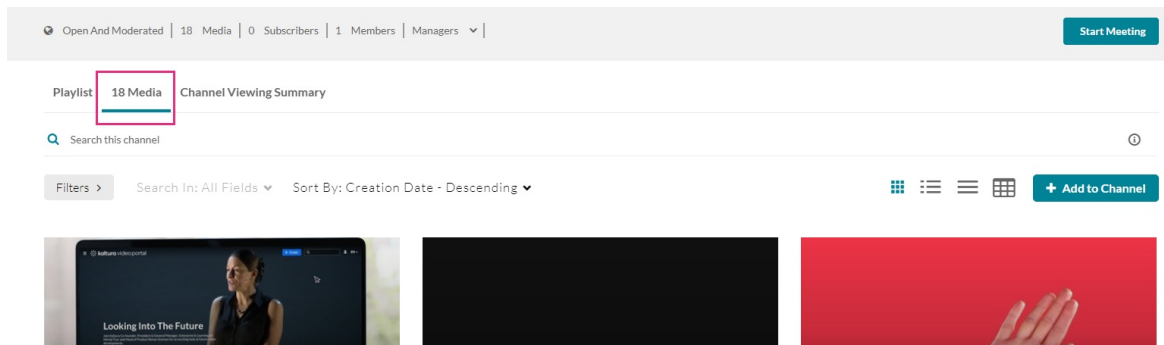 Open And Moderated | 18 Media | 0 Subscribers | 1 Members | Managers |
Start Meeting
Playlist 18 Media Channel Viewing Summary
Search this channel
Filters > Search In: All Fields Sort By: Creation Date - Descending
+ Add to Channel
kaltura videoportal
Looking Into The Future